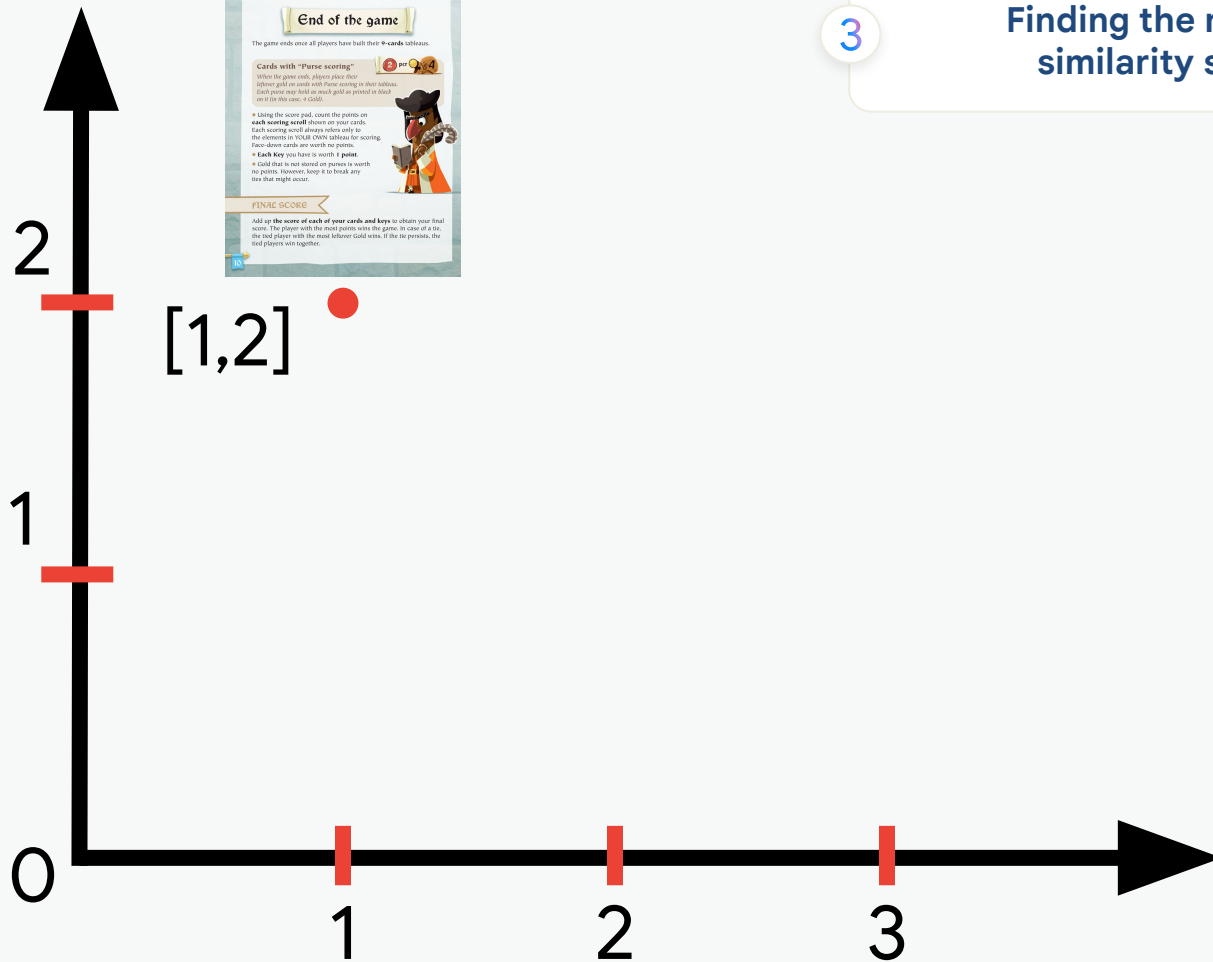 End of the game
The game ends once all players have built their 9-cards tableaus.
Cards with "Purse scoring"
2 per 4
When the game ends, players place their
leftover gold on cards with Purse scoring in their tableau.
Each purse may hold as much gold as printed in black
on it (in this case, 4 Gold).
• Using the score pad, count the points on
each scoring scroll shown on your cards.
Each scoring scroll always refers only to
the elements in YOUR OWN tableau for scoring.
Face-down cards are worth no points.
• Each Key you have is worth 1 point.
• Gold that is not stored on purses is worth
no points. However, keep it to break any
ties that might occur.
FINAL SCORE
Add up the score of each of your cards and keys to obtain your final
score. The player with the most points wins the game. In case of a tie,
the tied player with the most leftover Gold wins. If the tie persists, the
tied players win together.
10
3
Finding the
similarity
2
[1,2]
1
0
1
2
3